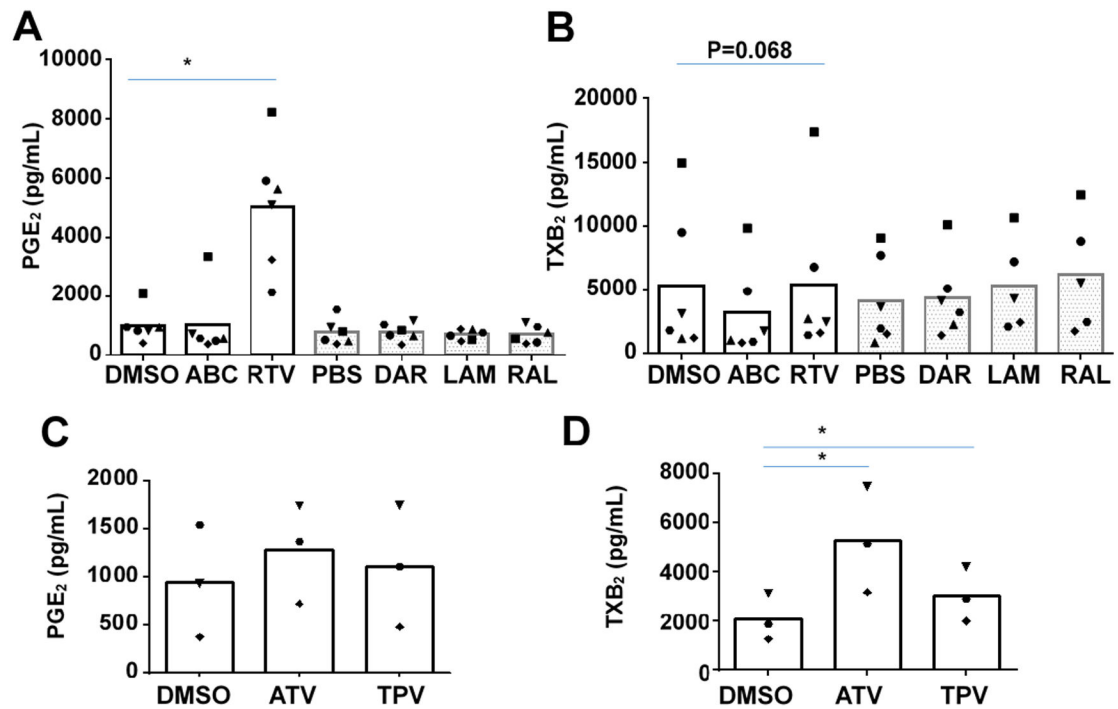 A
PGE₂ (pg/mL)
10000
8000
6000
4000
2000
0
*
DMSO ABC RTV PBS DAR LAM RAL
B
TXB₂ (pg/mL)
P=0.068
20000
15000
10000
5000
0
DMSO ABC RTV PBS DAR LAM RAL
C
PGE₂ (pg/mL)
2000
1500
1000
500
0
DMSO ATV TPV
D
TXB₂ (pg/mL)
*
*
8000
6000
4000
2000
0
DMSO ATV TPV